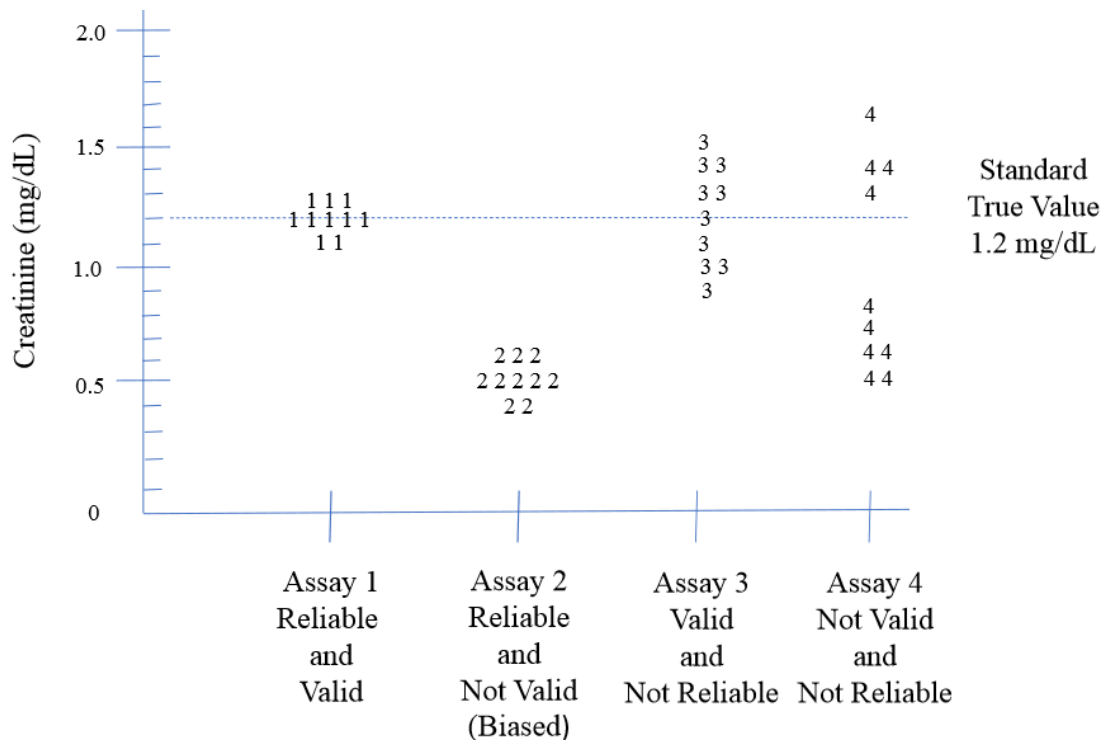 2.0
4
1.5
3
3 3
4 4
Standard
3 3
4
True Value
1 1 1
1 1 1 1 1
3
1.2 mg/dL
1 1
3
Creatinine (mg/dL)
1.0
3 3
3
4
4
2 2 2
4 4
0.5
2 2 2 2 2
4 4
2 2
0
Assay 1
Reliable
and
Valid
Assay 2
Reliable
and
Not Valid
(Biased)
Assay 3
Valid
and
Not Reliable
Assay 4
Not Valid
and
Not Reliable